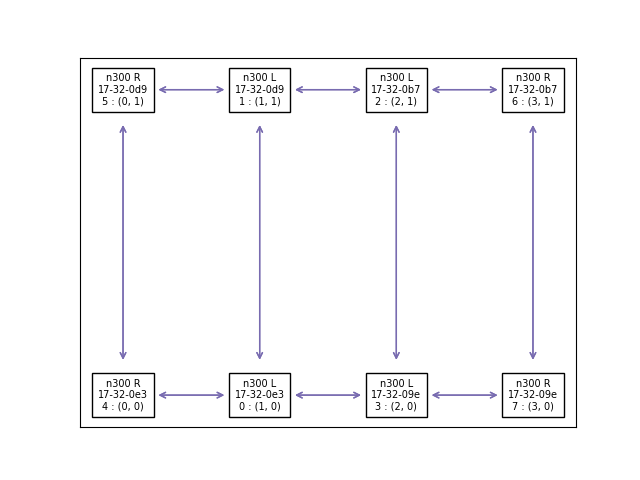 n300 R
17-32-0d9
5 : (0, 1)
n300 L
17-32-0d9
1 : (1, 1)
n300 L
17-32-0b7
2 : (2, 1)
n300 R
17-32-0b7
6 : (3, 1)
n300 R
17-32-0e3
4 : (0, 0)
n300 L
17-32-0e3
0 : (1, 0)
n300 L
17-32-09e
3 : (2, 0)
n300 R
17-32-09e
7 : (3, 0)